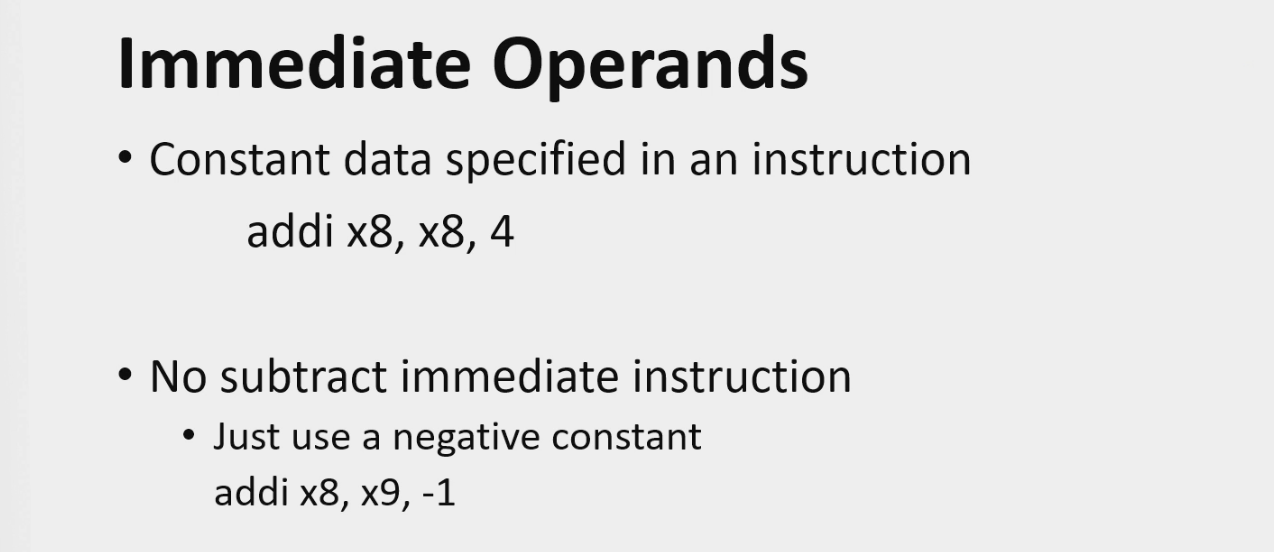 Immediate Operands
• Constant data specified in an instruction
addi x8, x8, 4
• No subtract immediate instruction
• Just use a negative constant
addi x8, x9, -1